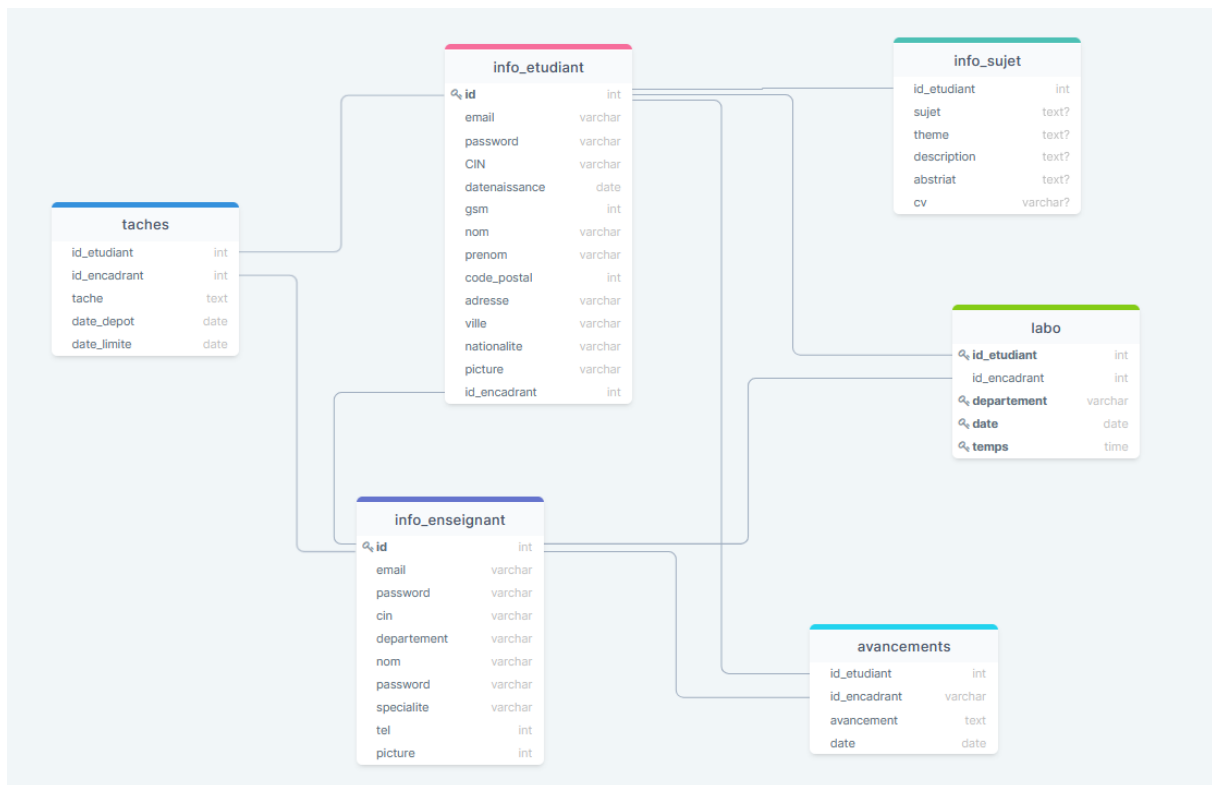 info_etudiant
id int
email varchar
password varchar
CIN varchar
datenaissance date
gsm int
nom varchar
prenom varchar
code_postal int
adresse varchar
ville varchar
nationalite varchar
picture varchar
id_encadrant int
info_sujet
id_etudiant int
sujet text?
theme text?
description text?
abstriat text?
cv varchar?
taches
id_etudiant int
id_encadrant int
tache text
date_depot date
date_limite date
labo
id_etudiant int
id_encadrant int
departement varchar
date date
temps time
info_enseignant
id int
email varchar
password varchar
cin varchar
departement varchar
nom varchar
password varchar
specialite varchar
tel int
picture int
avancements
id_etudiant int
id_encadrant varchar
avancement text
date date